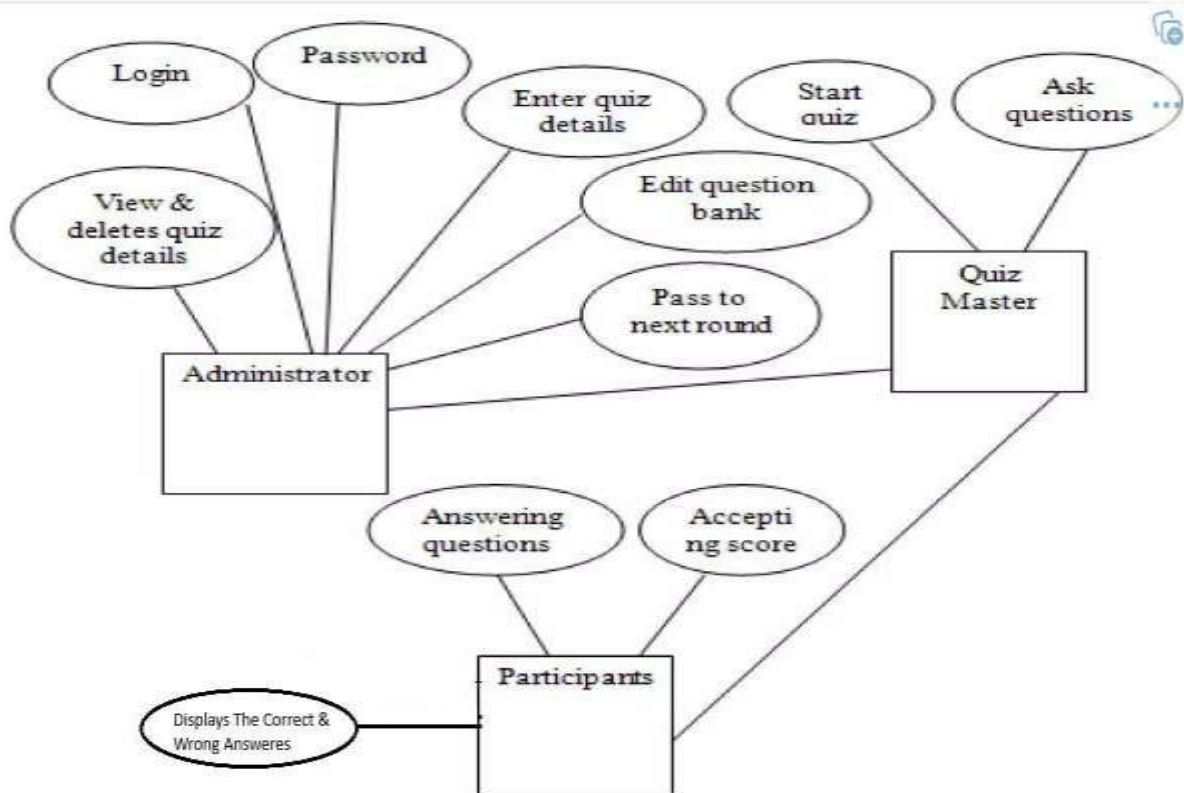 Login
Password
Enter quiz
details
Start
quiz
Ask
questions
View &
deletes quiz
details
Edit question
bank
Pass to
next round
Quiz
Master
Administrator
Answering
questions
Accepti
ng score
Participants
Displays The Correct &
Wrong Answeres